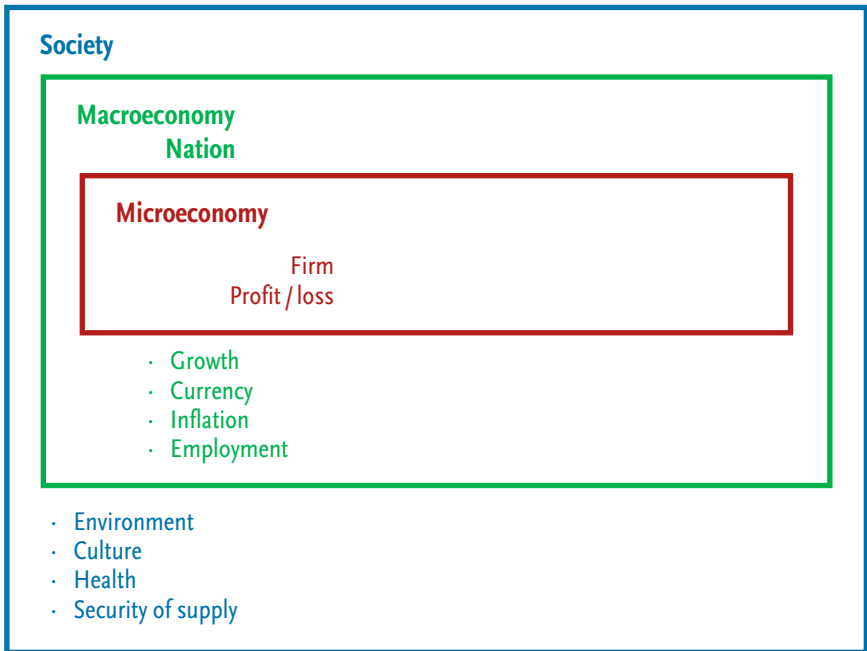 Society
Macroeconomy
Nation
Microeconomy
Firm
Profit / loss
· Growth
· Currency
· Inflation
· Employment
· Environment
· Culture
· Health
· Security of supply